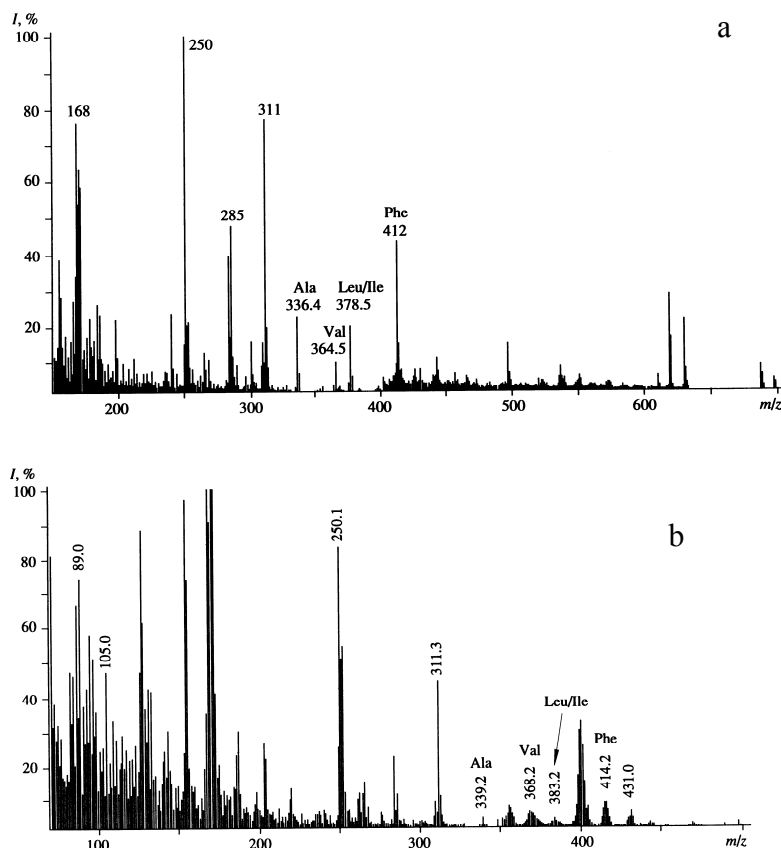 I, %
a
100
250
80
168
311
60
285
Phe
412
40
Ala
336.4
Leu/Ile
378.5
Val
364.5
20
200
300
400
500
600
m/z
I, %
100
b
250.1
80
89.0
60
105.0
311.3
40
Leu/Ile
20
Ala
339.2
Val
368.2
383.2
Phe
414.2
431.0
100
200
300
400
m/z